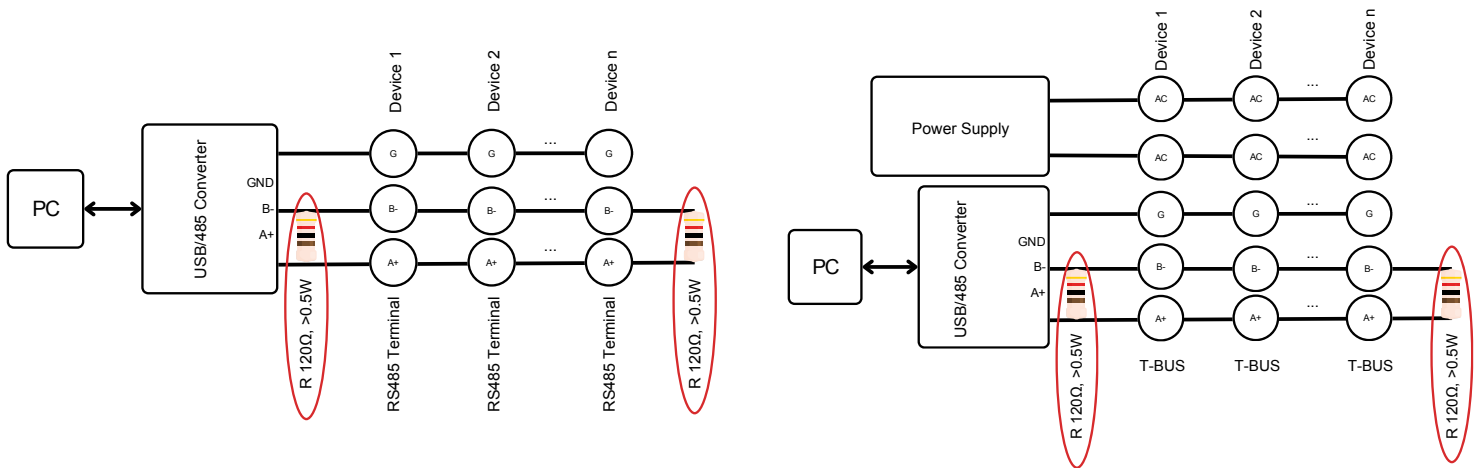 PC
USB/485 Converter
GND
B-
A+
R 120Ω, >0.5W
Device 1
Device 2
Device n
G
G
...
G
B-
B-
...
B-
A+
A+
...
A+
RS485 Terminal
RS485 Terminal
RS485 Terminal
R 120Ω, >0.5W
Device 1
Device 2
Device n
Power Supply
AC
AC
...
AC
AC
AC
...
AC
PC
USB/485 Converter
GND
B-
A+
R 120Ω, >0.5W
G
G
...
G
B-
B-
...
B-
A+
A+
...
A+
T-BUS
T-BUS
T-BUS
R 120Ω, >0.5W